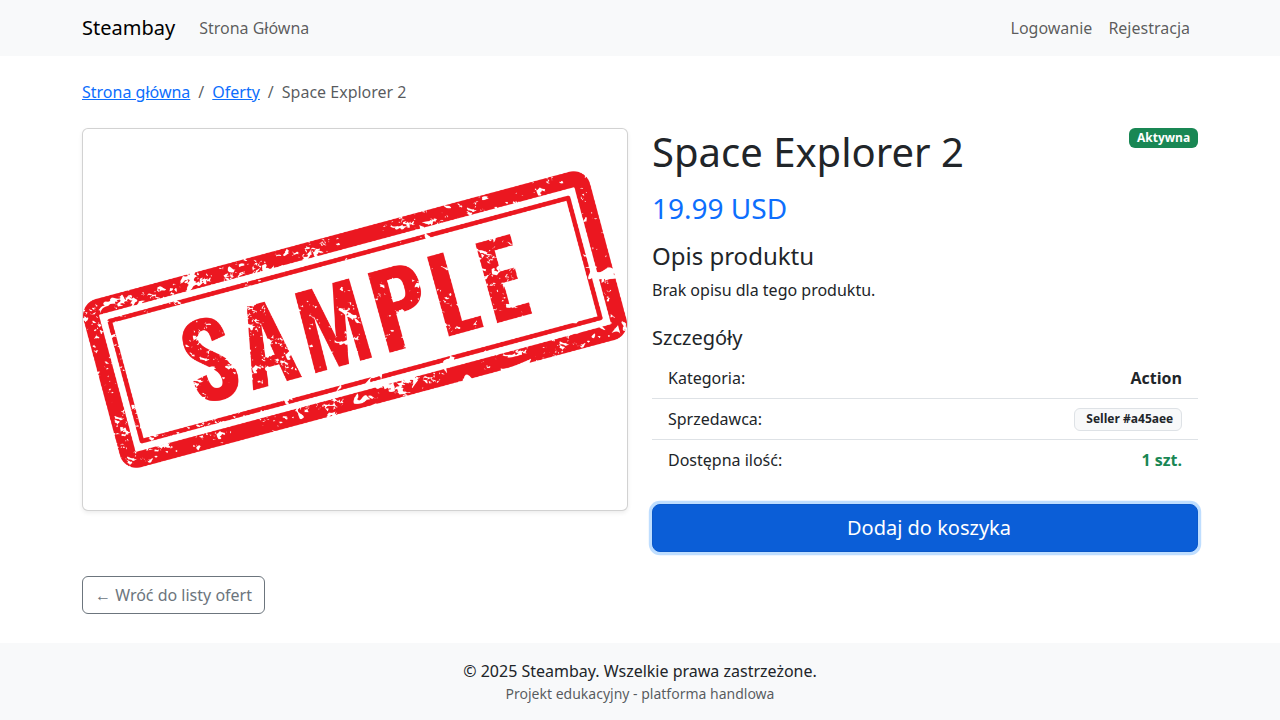 Steambay Strona Główna Logowanie Rejestracja
Strona główna / Oferty / Space Explorer 2
SAMPLE
Space Explorer 2 Aktywna
19.99 USD
Opis produktu
Brak opisu dla tego produktu.
Szczegóły
Kategoria: Action
Sprzedawca: Seller #a45aee
Dostępna ilość: 1 szt.
Dodaj do koszyka
← Wróć do listy ofert
© 2025 Steambay. Wszelkie prawa zastrzeżone.
Projekt edukacyjny - platforma handlowa